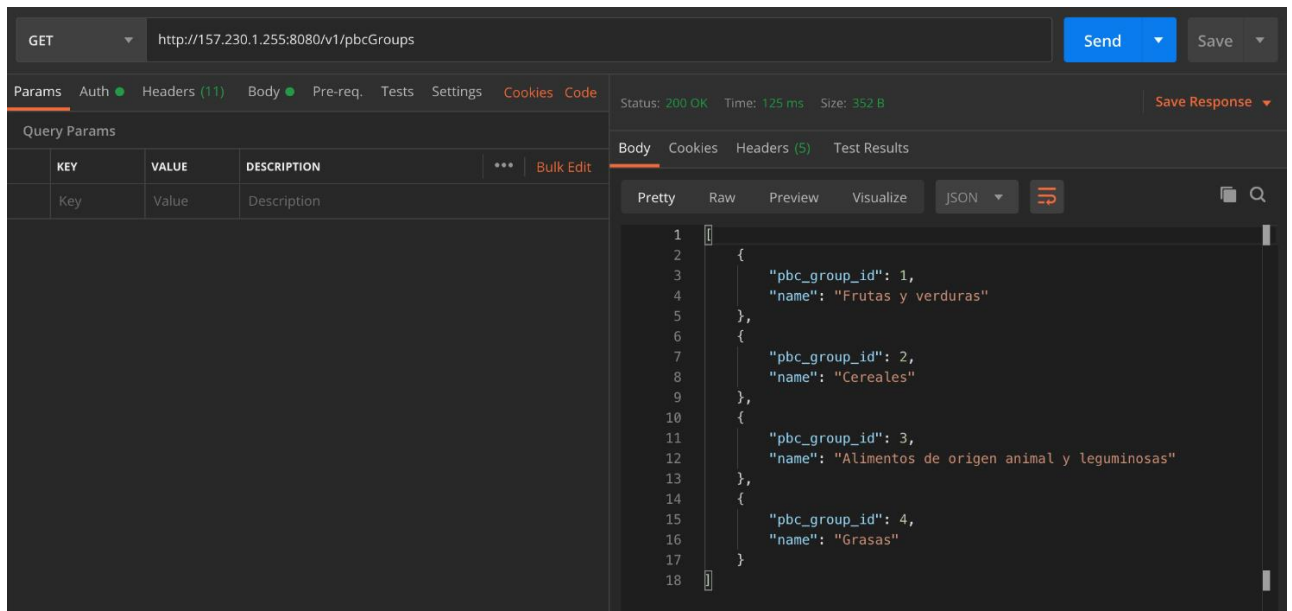 GET http://157.230.1.255:8080/v1/pbcGroups Send Save
Params Auth Headers (11) Body Pre-req. Tests Settings Cookies Code
Query Params
KEY VALUE DESCRIPTION ••• Bulk Edit
Key Value Description
Status: 200 OK Time: 125 ms Size: 352 B Save Response
Body Cookies Headers (5) Test Results
Pretty Raw Preview Visualize JSON
1 [
2 {
3 "pbc_group_id": 1,
4 "name": "Frutas y verduras"
5 },
6 {
7 "pbc_group_id": 2,
8 "name": "Cereales"
9 },
10 {
11 "pbc_group_id": 3,
12 "name": "Alimentos de origen animal y leguminosas"
13 },
14 {
15 "pbc_group_id": 4,
16 "name": "Grasas"
17 }
18 ]